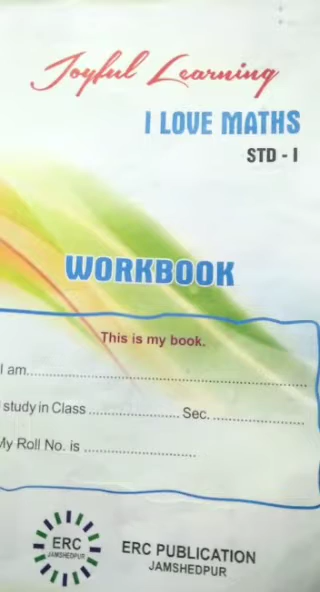 Joyful Learning
I LOVE MATHS
STD - I
WORKBOOK
This is my book.
I am..............................................................................
study in Class ........................ Sec. ........................
My Roll No. is ..............................
ERC
JAMSHEDPUR
ERC PUBLICATION
JAMSHEDPUR